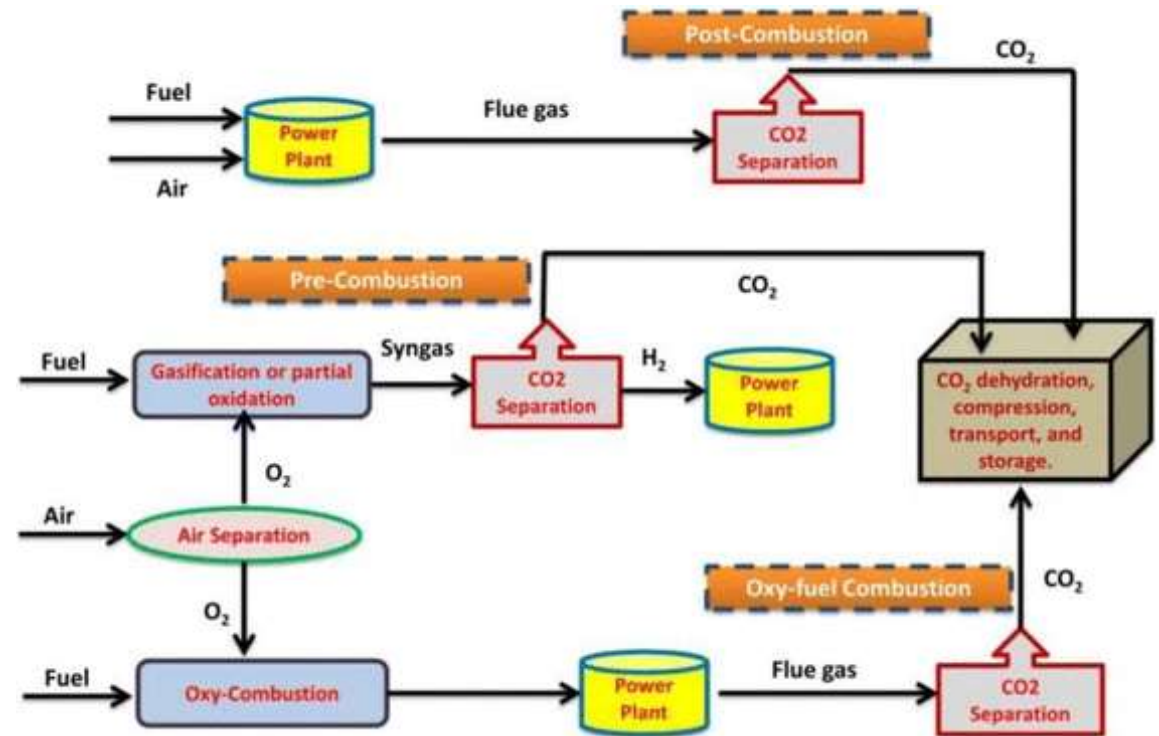 Post-Combustion
CO₂
Fuel
Flue gas
Power
Plant
CO2
Separation
Air
Pre-Combustion
CO₂
Fuel
Gasification or partial
oxidation
Syngas
CO2
Separation
H₂
Power
Plant
CO₂ dehydration,
compression,
transport, and
storage.
O₂
Air
Air Separation
O₂
Oxy-fuel Combustion
CO₂
Fuel
Oxy-Combustion
Power
Plant
Flue gas
CO2
Separation